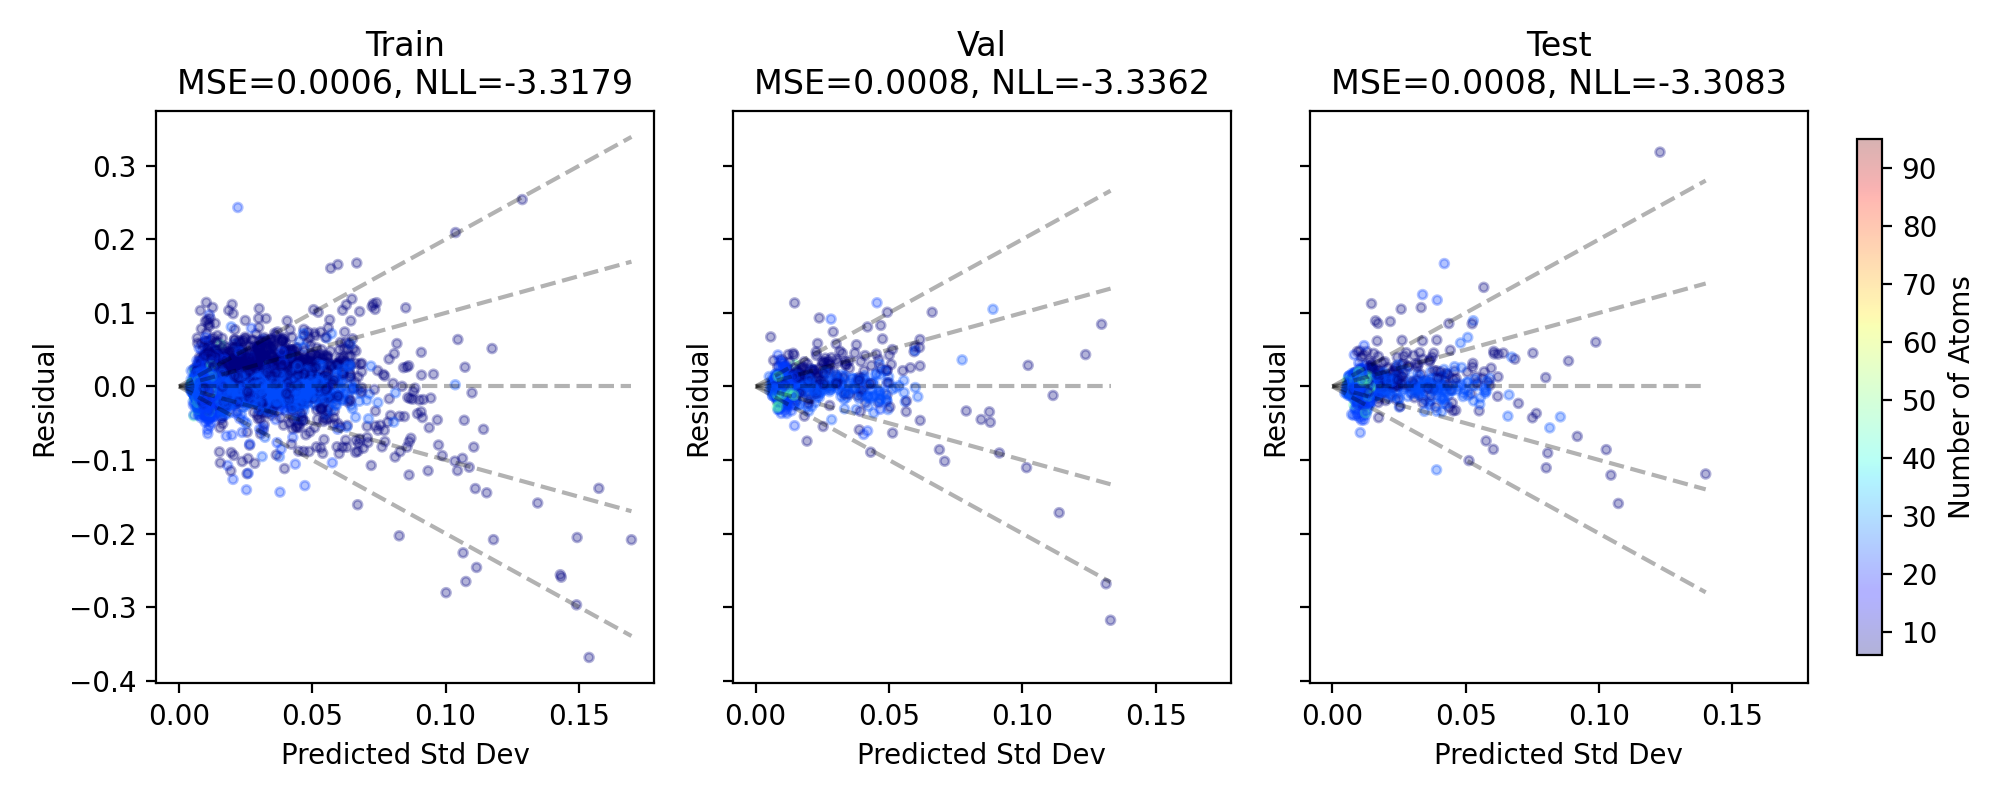 Train
MSE=0.0006, NLL=-3.3179
Val
MSE=0.0008, NLL=-3.3362
Test
MSE=0.0008, NLL=-3.3083
0.3
0.2
0.1
0.0
−0.1
−0.2
−0.3
−0.4
Residual
0.00 0.05 0.10 0.15
Predicted Std Dev
Residual
0.00 0.05 0.10 0.15
Predicted Std Dev
Residual
0.00 0.05 0.10 0.15
Predicted Std Dev
90
80
70
60
50
40
30
20
10
Number of Atoms